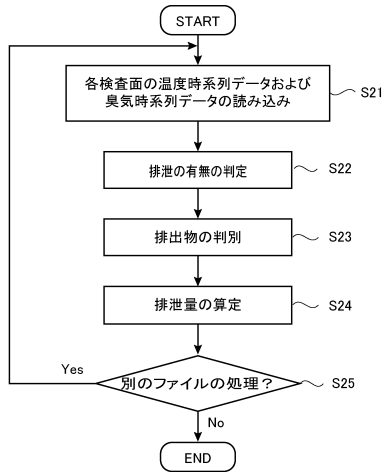 START
各検査面の温度時系列データおよび
臭気時系列データの読み込み
S21
排泄の有無の判定
S22
排出物の判別
S23
排泄量の算定
S24
Yes
別のファイルの処理？
S25
No
END